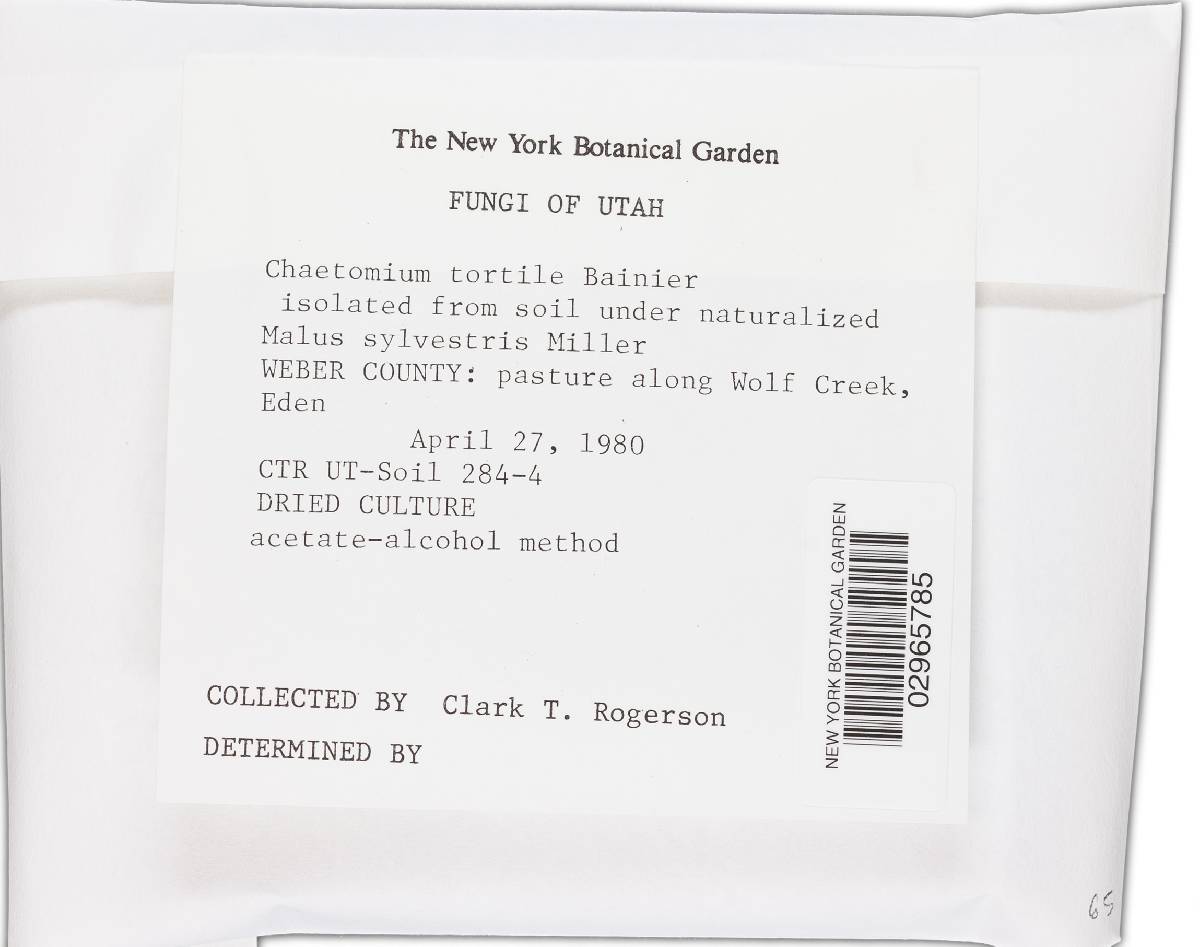 The New York Botanical Garden
FUNGI OF UTAH
Chaetomium tortile Bainier
isolated from soil under naturalized
Malus sylvestris Miller
WEBER COUNTY: pasture along Wolf Creek,
Eden
April 27, 1980
CTR UT-Soil 284-4
DRIED CULTURE
acetate-alcohol method
COLLECTED BY Clark T. Rogerson
DETERMINED BY
NEW YORK BOTANICAL GARDEN
02965785
65